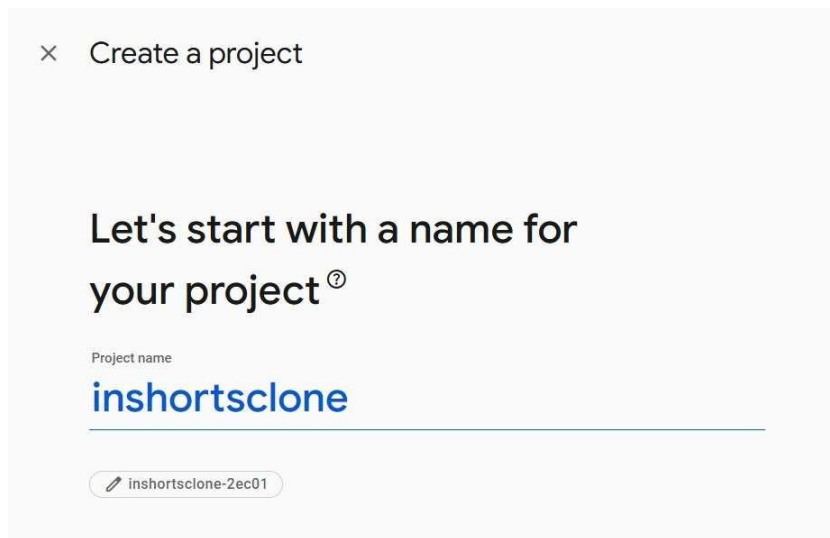 Create a project
Let's start with a name for
your project
Project name
inshortsclone
inshortsclone-2ec01